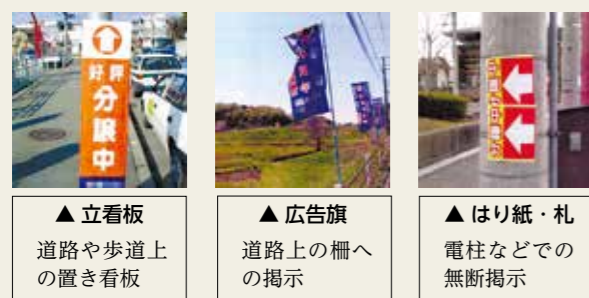 好評
分譲中
▲ 立看板
道路や歩道上
の置き看板
▲ 広告旗
道路上の柵へ
の掲示
▲ はり紙・札
電柱などでの
無断掲示